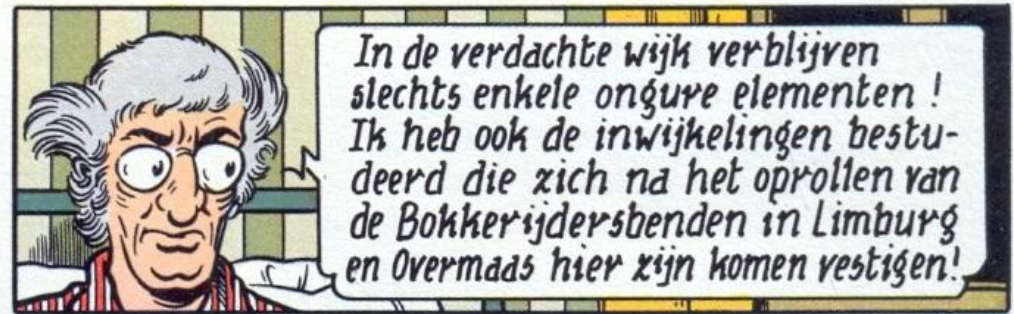 In de verdachte wijk verblijven
slechts enkele ongure elementen !
Ik heb ook de inwijkelingen bestu-
deerd die zich na het oprollen van
de Bokkerijdersbenden in Limburg
en Overmaas hier zijn komen vestigen!